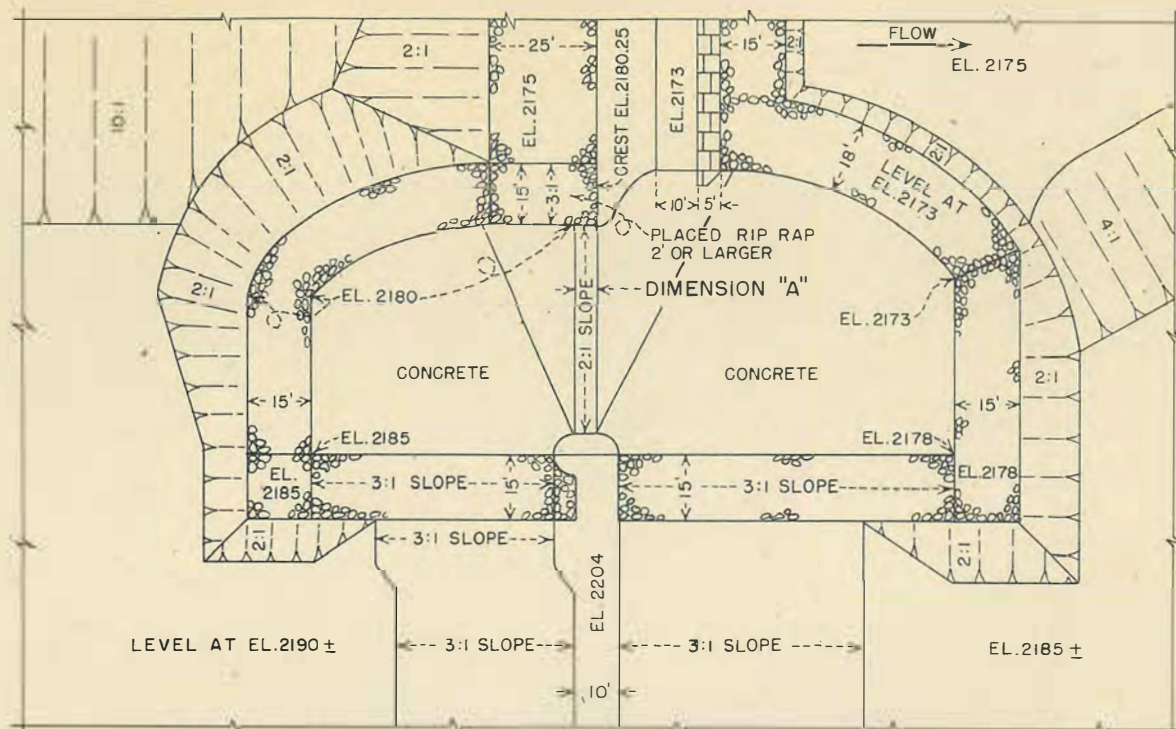 2:1
25'
15'
2:1
FLOW
EL. 2175
10:1
2:1
EL. 2175
CREST EL. 2180.25
EL. 2173
15'
3:1
18'
2:1
LEVEL AT
EL. 2173
10'
5'
4:1
PLACED RIP RAP
2' OR LARGER
2:1
EL. 2180
DIMENSION "A"
EL. 2173
2:1 SLOPE
CONCRETE
CONCRETE
2:1
15'
15'
EL. 2185
EL. 2178
EL.
2185
3:1 SLOPE
15'
15'
3:1 SLOPE
EL. 2178
2:1
3:1 SLOPE
2:1
EL. 2204
LEVEL AT EL. 2190 ±
3:1 SLOPE
3:1 SLOPE
EL. 2185 ±
10'